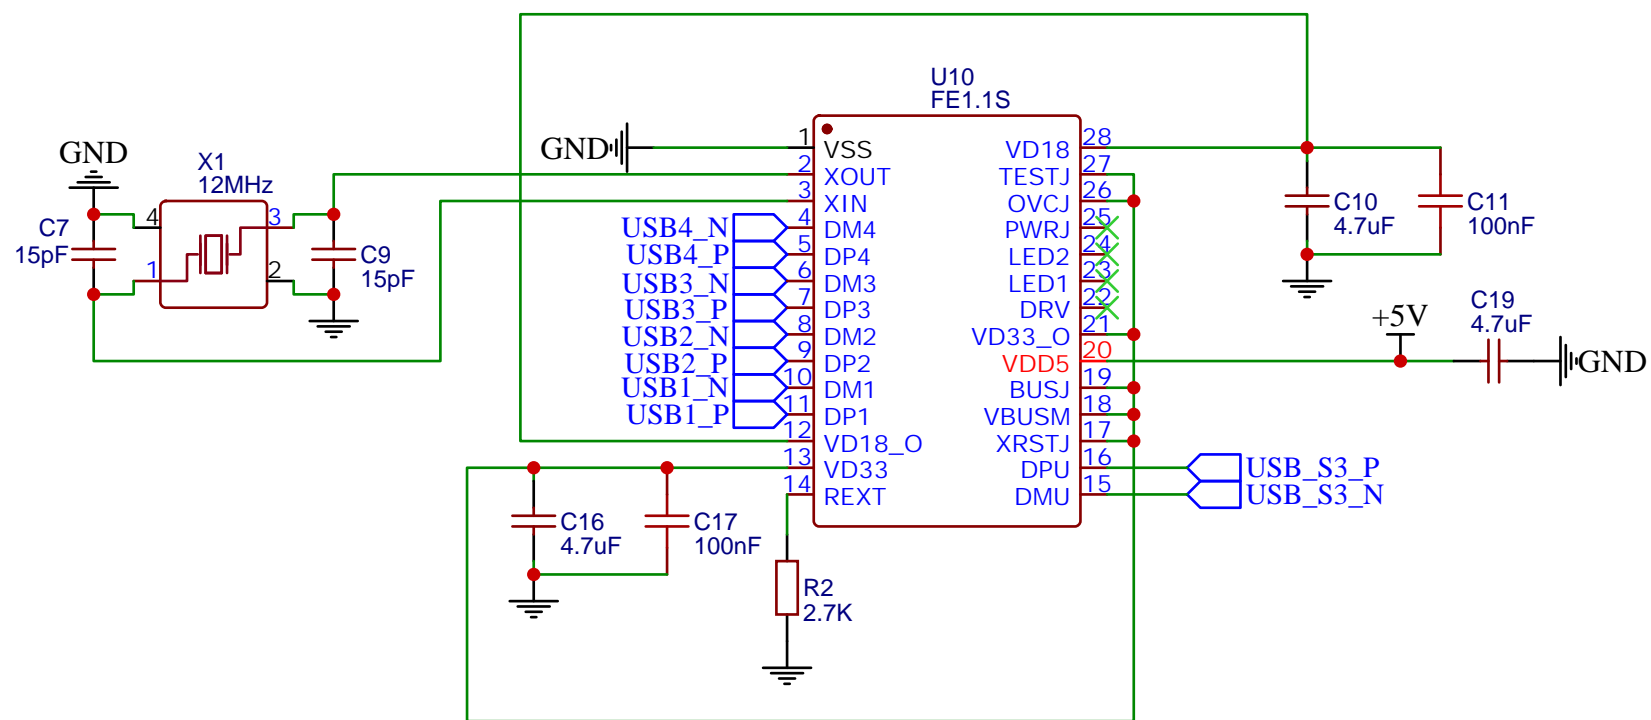 U10
FE1.1S
GND
X1
12MHz
C7
15pF
4
3
1
2
C9
15pF
GND
1
VSS
2
XOUT
3
XIN
USB4_N
4
DM4
USB4_P
5
DP4
USB3_N
6
DM3
USB3_P
7
DP3
USB2_N
8
DM2
USB2_P
9
DP2
USB1_N
10
DM1
USB1_P
11
DP1
12
VD18_O
13
VD33
14
REXT
28
VD18
27
TESTJ
26
OVCJ
25
PWRJ
24
LED2
23
LED1
22
DRV
21
VD33_O
20
VDD5
19
BUSJ
18
VBUSM
17
XRSTJ
16
DPU
USB_S3_P
15
DMU
USB_S3_N
C10
4.7uF
C11
100nF
+5V
C19
4.7uF
GND
C16
4.7uF
C17
100nF
R2
2.7K